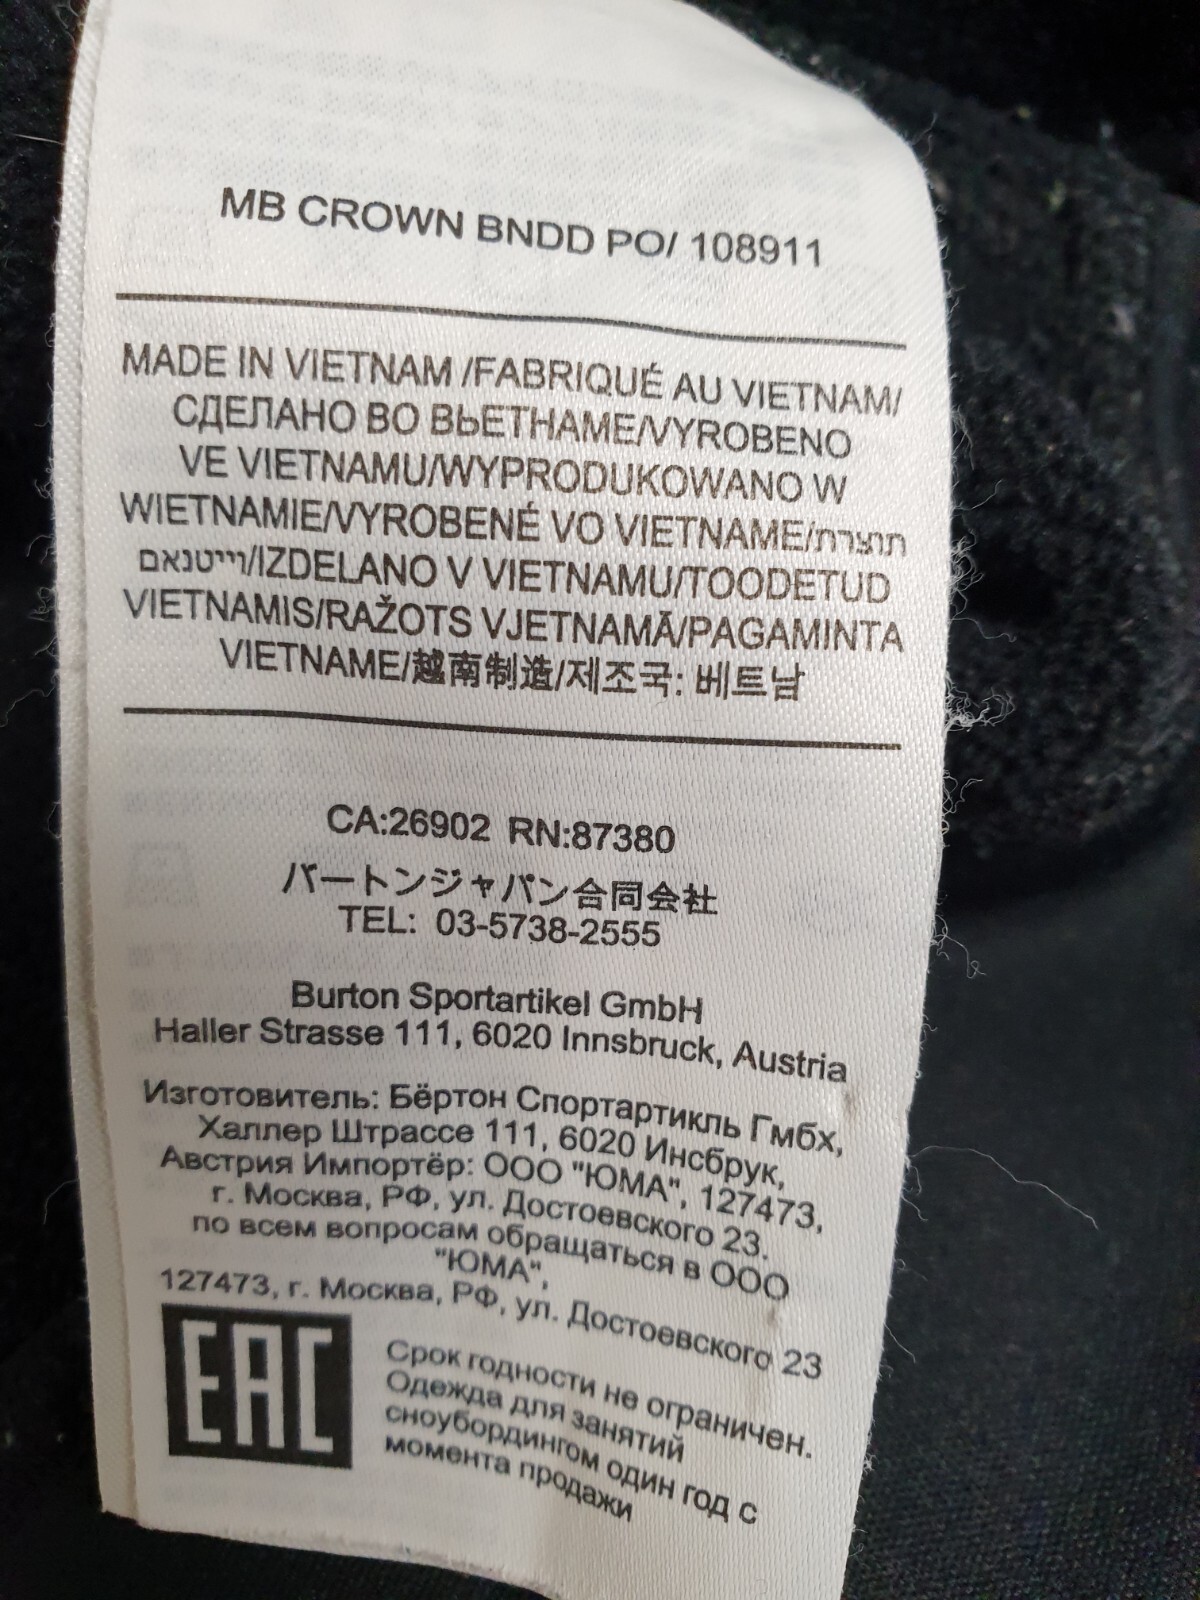 MB CROWN BNDD PO/ 108911
MADE IN VIETNAM /FABRIQUÉ AU VIETNAM/
СДЕЛАНО ВО ВЬЕТНАМЕ/VYROBENO
VE VIETNAMU/WYPRODUKOWANO W
WIETNAMIE/VYROBENÉ VO VIETNAME/תוצרת
וייטנאם/IZDELANO V VIETNAMU/TOODETUD
VIETNAMIS/RAŽOTS VJETNAMĀ/PAGAMINTA
VIETNAME/越南制造/제조국: 베트남
CA:26902 RN:87380
バートンジャパン合同会社
TEL: 03-5738-2555
Burton Sportartikel GmbH
Haller Strasse 111, 6020 Innsbruck, Austria
Изготовитель: Бёртон Спортартикль Гмбх,
Халлер Штрассе 111, 6020 Инсбрук,
Австрия Импортёр: ООО "ЮМА", 127473,
г. Москва, РФ, ул. Достоевского 23.
по всем вопросам обращаться в ООО
"ЮМА",
127473, г. Москва, РФ, ул. Достоевского 23
EAC
Срок годности не ограничен.
Одежда для занятий
сноубордингом один год с
момента продажи